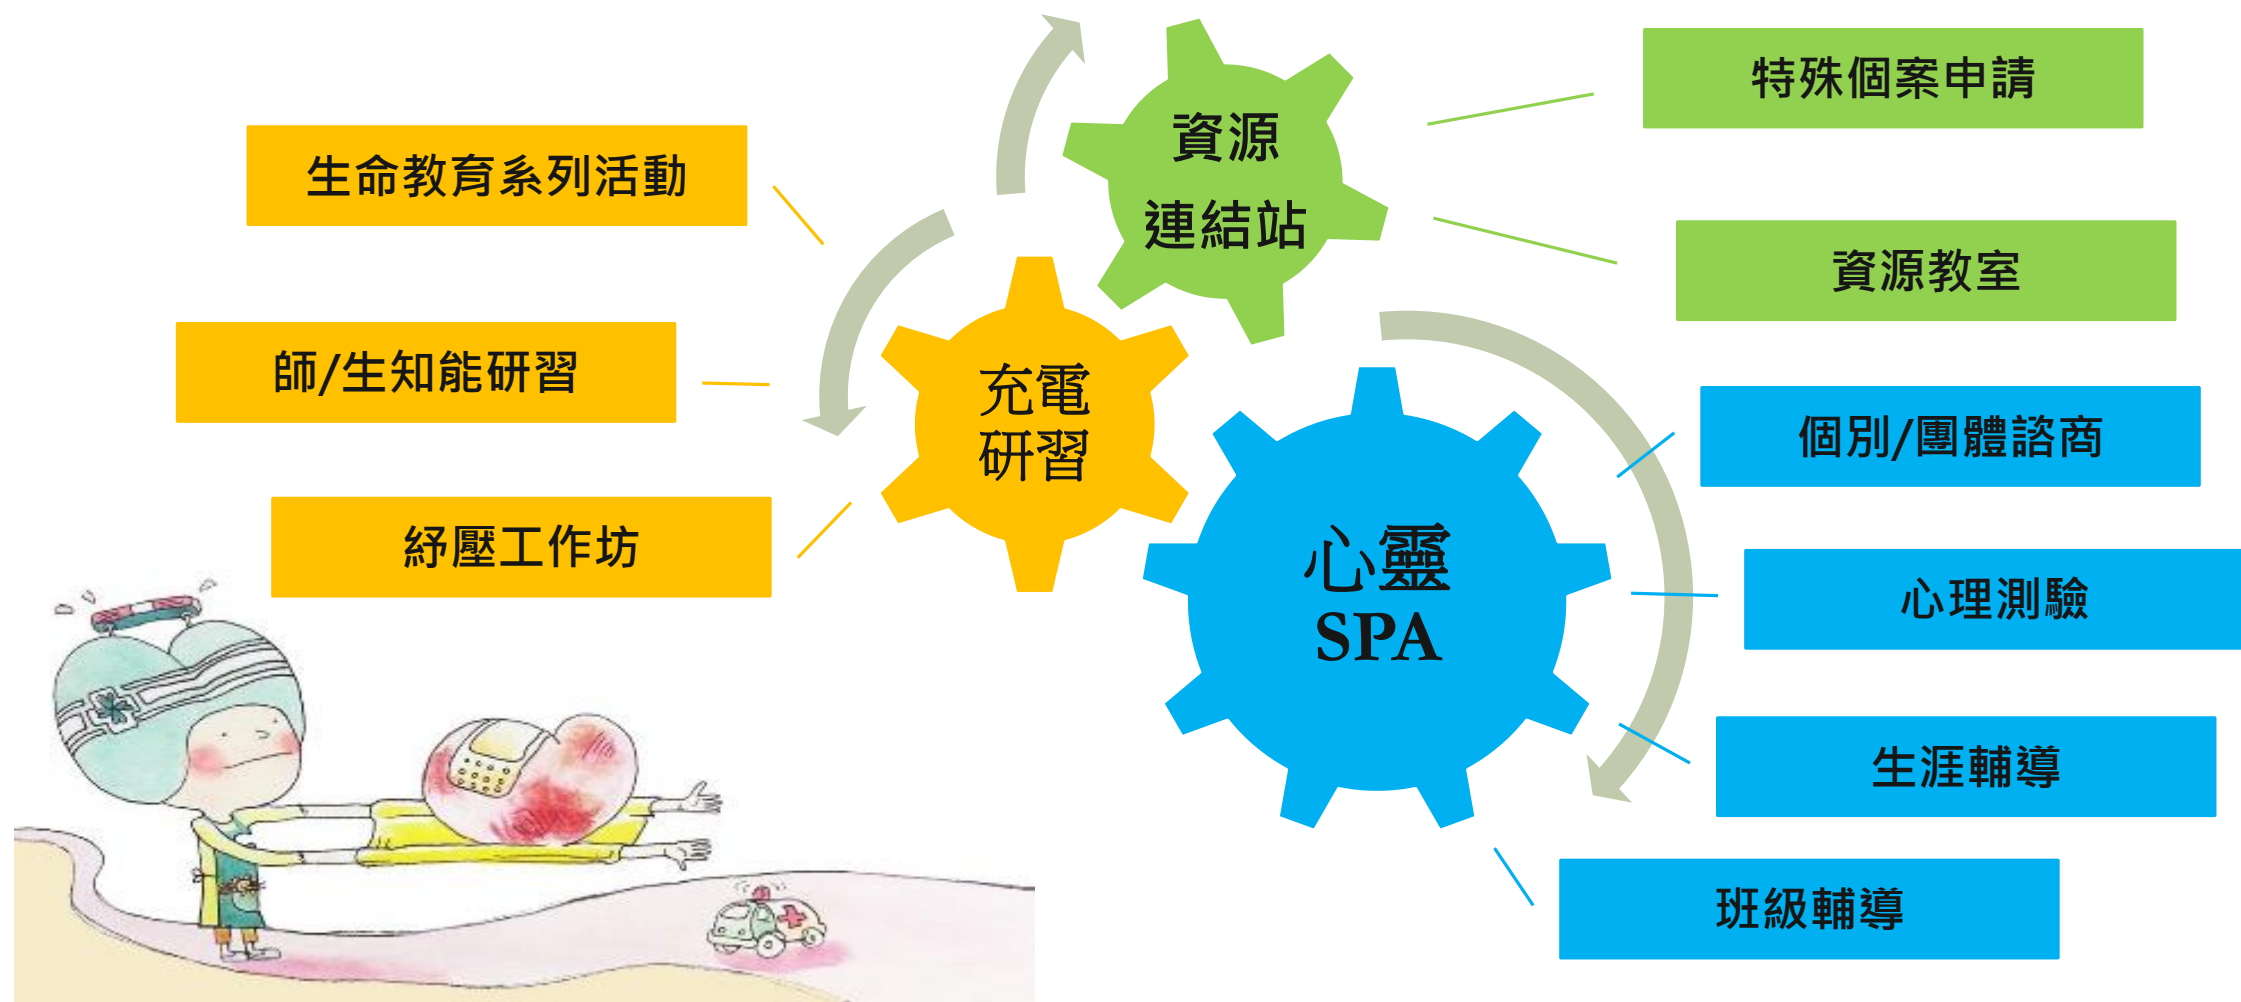 資源
連結站
特殊個案申請
資源教室
生命教育系列活動
師/生知能研習
紓壓工作坊
充電
研習
心靈
SPA
個別/團體諮商
心理測驗
生涯輔導
班級輔導